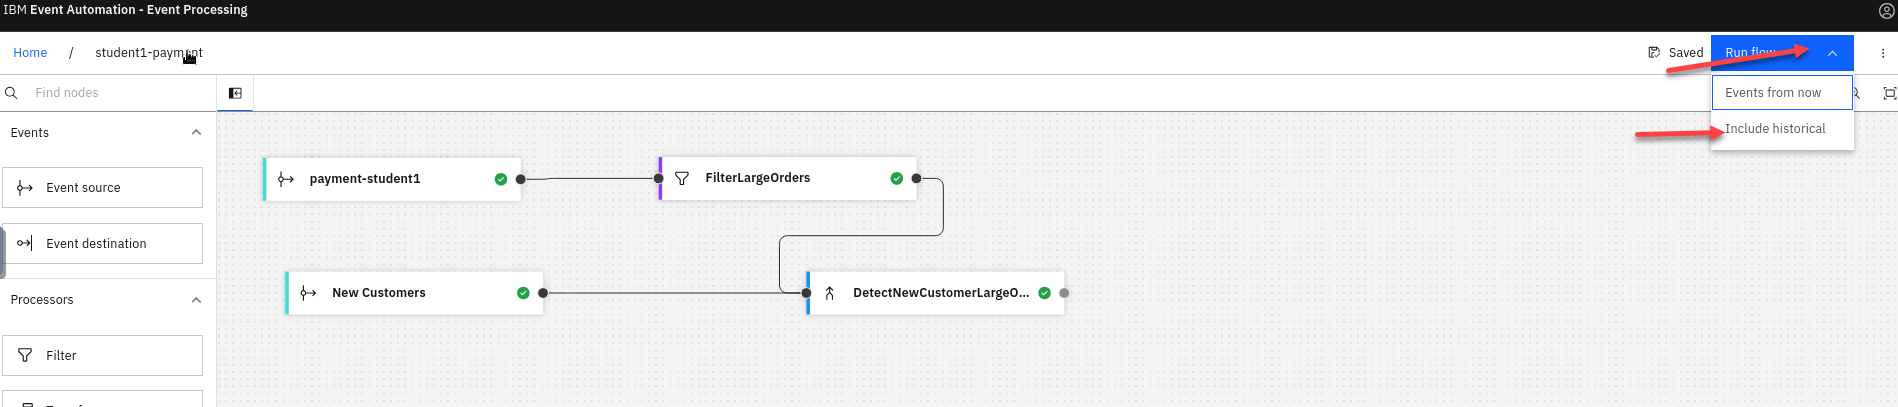 IBM Event Automation - Event Processing
Home / student1-payment
Saved
Run flow
Find nodes
Events from now
Include historical
Events
Event source
Event destination
Processors
Filter
payment-student1
FilterLargeOrders
New Customers
DetectNewCustomerLargeO...